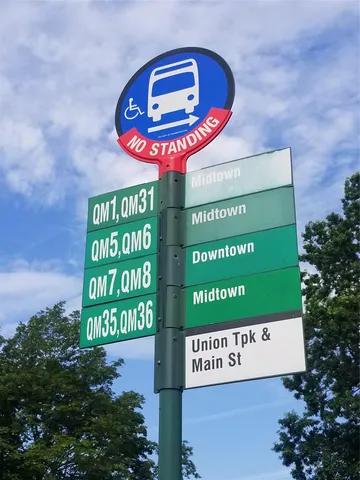 NO STANDING
QM1,QM31
Midtown
QM5,QM6
Midtown
QM7,QM8
Downtown
QM35,QM36
Midtown
Union Tpk &
Main St